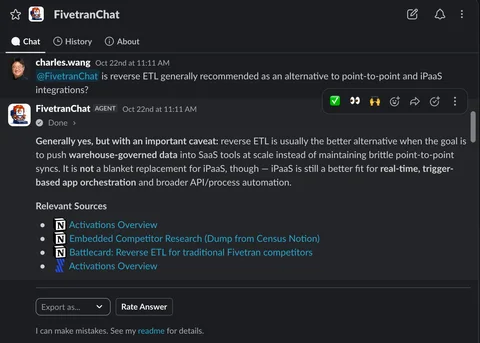 FivetranChat
Chat History About
charles.wang Oct 22nd at 11:11 AM
@FivetranChat is reverse ETL generally recommended as an alternative to point-to-point and iPaaS
integrations?
FivetranChat AGENT Oct 22nd at 11:11 AM
Done
Generally yes, but with an important caveat: reverse ETL is usually the better alternative when the goal is
to push warehouse-governed data into SaaS tools at scale instead of maintaining brittle point-to-point
syncs. It is not a blanket replacement for iPaaS, though — iPaaS is still a better fit for real-time, trigger-
based app orchestration and broader API/process automation.
Relevant Sources
Activations Overview
Embedded Competitor Research (Dump from Census Notion)
Battlecard: Reverse ETL for traditional Fivetran competitors
Activations Overview
Export as... Rate Answer
I can make mistakes. See my readme for details.